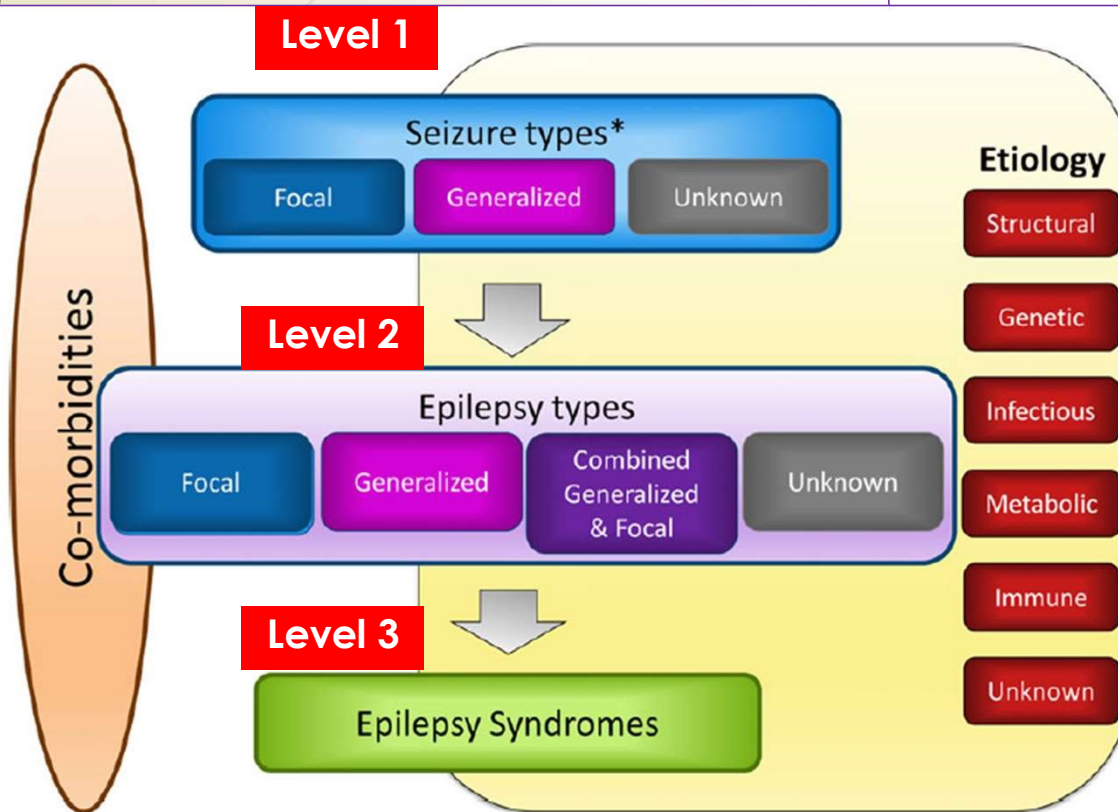 Level 1
Seizure types*
Focal
Generalized
Unknown
Level 2
Epilepsy types
Focal
Generalized
Combined
Generalized
& Focal
Unknown
Level 3
Epilepsy Syndromes
Co-morbidities
Etiology
Structural
Genetic
Infectious
Metabolic
Immune
Unknown